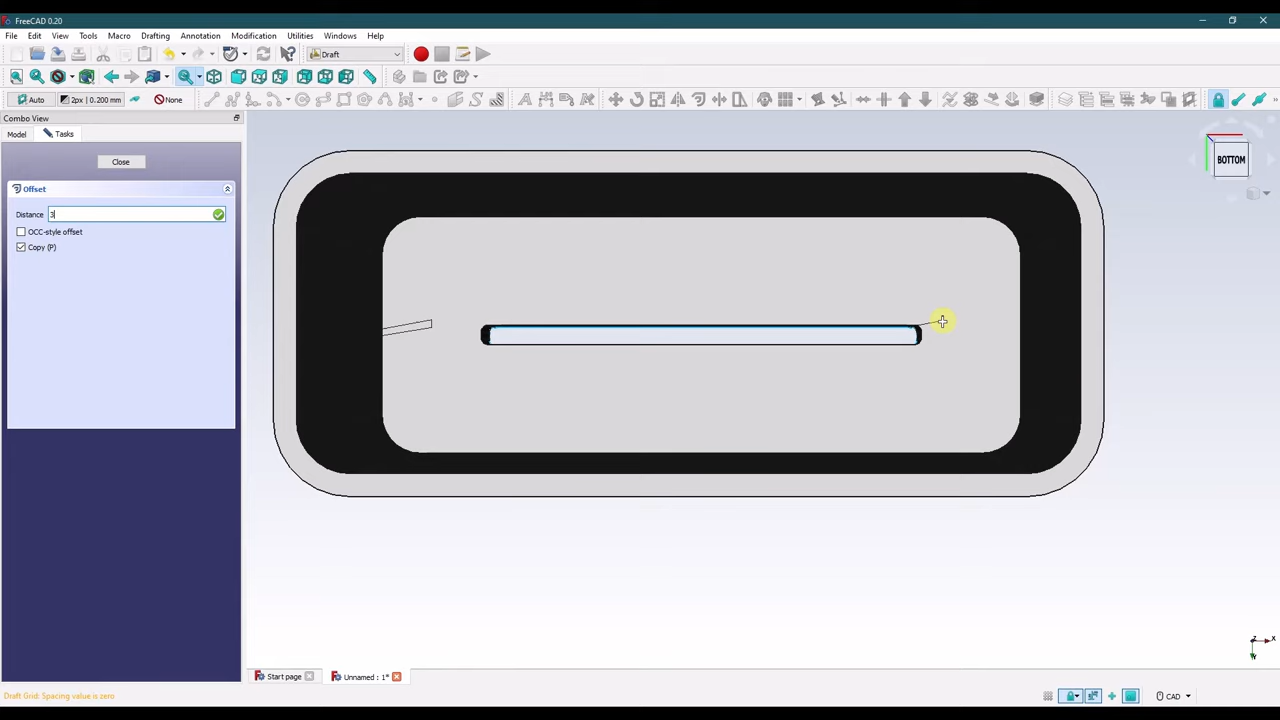 FreeCAD 0.20
File Edit View Tools Macro Drafting Annotation Modification Utilities Windows Help
Draft
Auto 2px | 0.200 mm None
Combo View
Model Tasks
Close
Offset
Distance 3
OCC-style offset
Copy (P)
BOTTOM
Z X
Y
Start page Unnamed : 1*
Draft Grid: Spacing value is zero
CAD